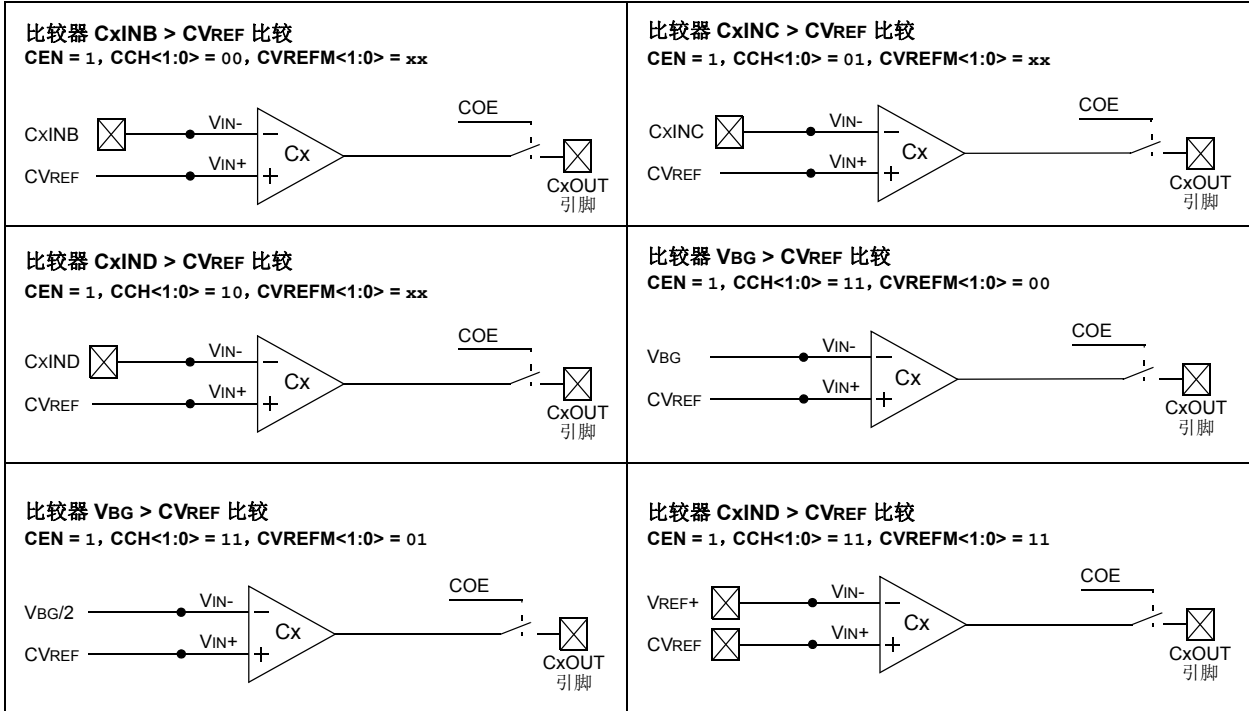 比较器 CxINB > CVREF 比较
CEN = 1, CCH<1:0> = 00, CVREFM<1:0> = xx
COE
CxINB
VIN-
CVREF
VIN+
Cx
CxOUT
引脚
比较器 CxINC > CVREF 比较
CEN = 1, CCH<1:0> = 01, CVREFM<1:0> = xx
COE
CxINC
VIN-
CVREF
VIN+
Cx
CxOUT
引脚
比较器 CxIND > CVREF 比较
CEN = 1, CCH<1:0> = 10, CVREFM<1:0> = xx
COE
CxIND
VIN-
CVREF
VIN+
Cx
CxOUT
引脚
比较器 VBG > CVREF 比较
CEN = 1, CCH<1:0> = 11, CVREFM<1:0> = 00
COE
VBG
VIN-
CVREF
VIN+
Cx
CxOUT
引脚
比较器 VBG > CVREF 比较
CEN = 1, CCH<1:0> = 11, CVREFM<1:0> = 01
COE
VBG/2
VIN-
CVREF
VIN+
Cx
CxOUT
引脚
比较器 CxIND > CVREF 比较
CEN = 1, CCH<1:0> = 11, CVREFM<1:0> = 11
COE
VREF+
VIN-
CVREF
VIN+
Cx
CxOUT
引脚